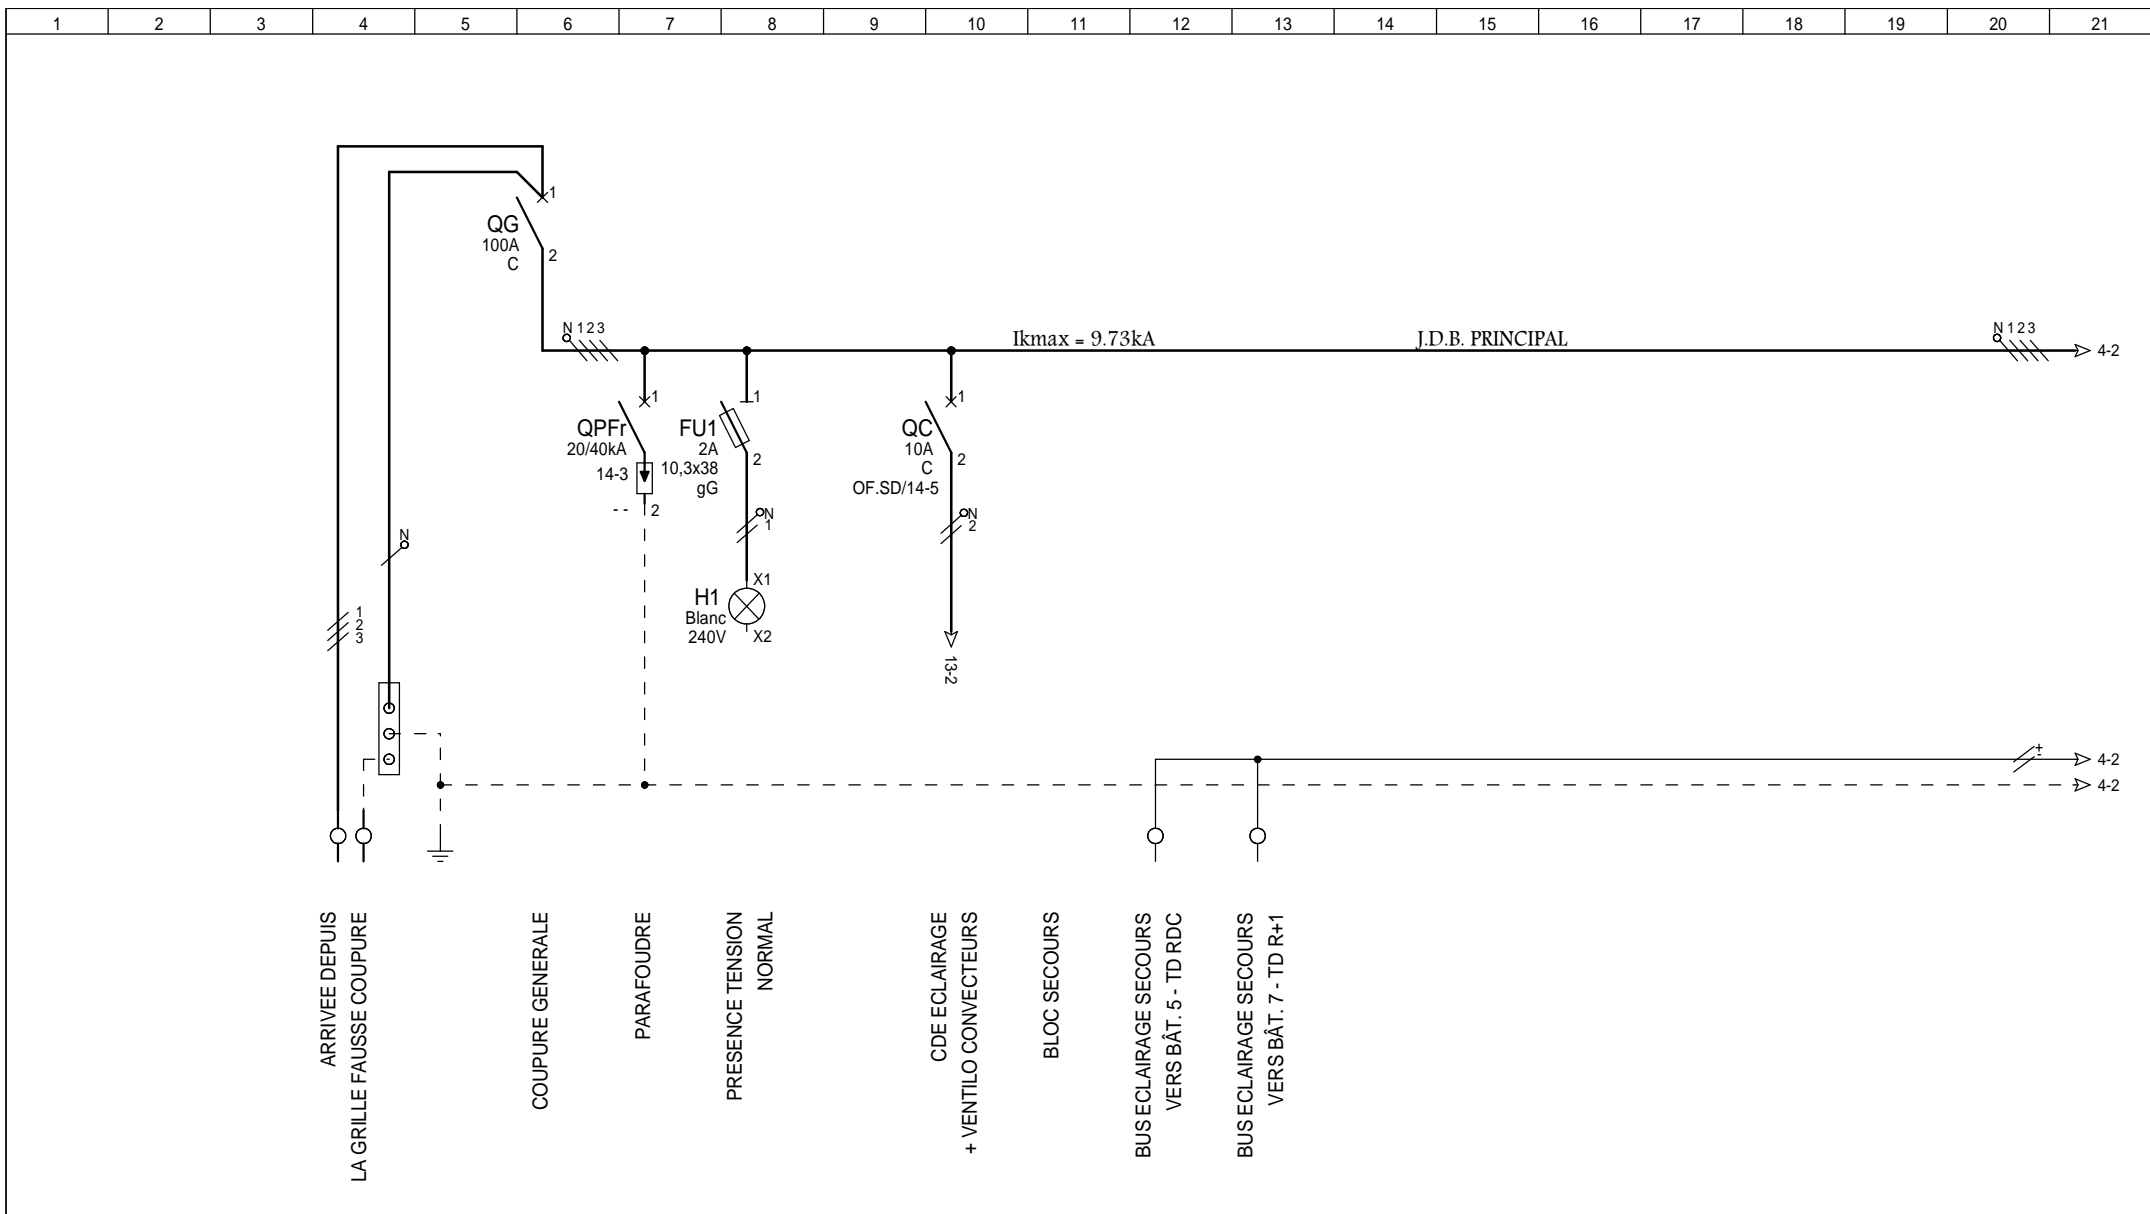 1 2 3 4 5 6 7 8 9 10 11 12 13 14 15 16 17 18 19 20 21
1
QG
100A
C
2
N 1 2 3
Ikmax = 9.73kA
J.D.B. PRINCIPAL
N 1 2 3
4-2
1
QPFr
20/40kA
14-3
- -
2
1
FU1
2A
10,3x38
gG
2
N
1
X1
H1
Blanc
240V
X2
1
QC
10A
C
OF.SD/14-5
2
N
2
13-2
N
1
2
3
+
-
4-2
4-2
ARRIVEE DEPUIS
LA GRILLE FAUSSE COUPURE
COUPURE GENERALE
PARAFOUDRE
PRESENCE TENSION
NORMAL
CDE ECLAIRAGE
+ VENTILO CONVECTEURS
BLOC SECOURS
BUS ECLAIRAGE SECOURS
VERS BÂT. 5 - TD RDC
BUS ECLAIRAGE SECOURS
VERS BÂT. 7 - TD R+1